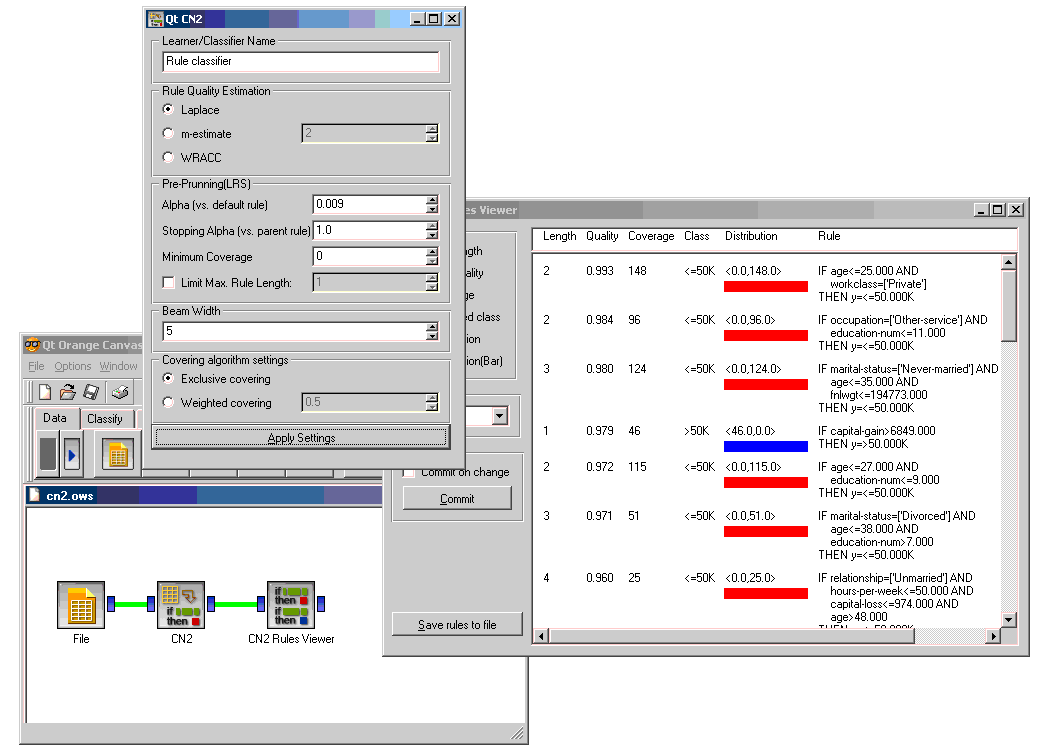 Qt CN2
Learner/Classifier Name
Rule classifier
Rule Quality Estimation
Laplace
m-estimate
2
WRACC
Pre-Prunning(LRS)
Alpha (vs. default rule)
0.009
Stopping Alpha (vs. parent rule)
1.0
Minimum Coverage
0
Limit Max. Rule Length:
1
Beam Width
5
Covering algorithm settings
Exclusive covering
Weighted covering
0.5
Apply Settings
es Viewer
gth
ality
ge
ed class
ion
ion(Bar)
Commit on change
Commit
Save rules to file
Length Quality Coverage Class Distribution Rule
2 0.993 148 <=50K <0.0,148.0> IF age<=25.000 AND
workclass=['Private']
THEN y=<=50.000K
2 0.984 96 <=50K <0.0,96.0> IF occupation=['Other-service'] AND
education-num<=11.000
THEN y=<=50.000K
3 0.980 124 <=50K <0.0,124.0> IF marital-status=['Never-married'] AND
age<=35.000 AND
fnlwgt<=194773.000
THEN y=<=50.000K
1 0.979 46 >50K <46.0,0.0> IF capital-gain>6849.000
THEN y=>50.000K
2 0.972 115 <=50K <0.0,115.0> IF age<=27.000 AND
education-num<=9.000
THEN y=<=50.000K
3 0.971 51 <=50K <0.0,51.0> IF marital-status=['Divorced'] AND
age<=38.000 AND
education-num>7.000
THEN y=<=50.000K
4 0.960 25 <=50K <0.0,25.0> IF relationship=['Unmarried'] AND
hours-per-week<=50.000 AND
capital-loss<=974.000 AND
age>48.000
Qt Orange Canvas
File Options Window
Data Classify
cn2.ows
if
then
if
then
if
then
File CN2 CN2 Rules Viewer